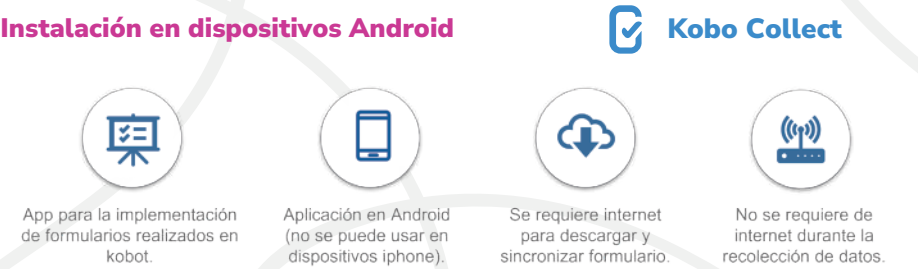 Instalación en dispositivos Android
Kobo Collect
App para la implementación
de formularios realizados en
kobot.
Aplicación en Android
(no se puede usar en
dispositivos iphone).
Se requiere internet
para descargar y
sincronizar formulario.
No se requiere de
internet durante la
recolección de datos.